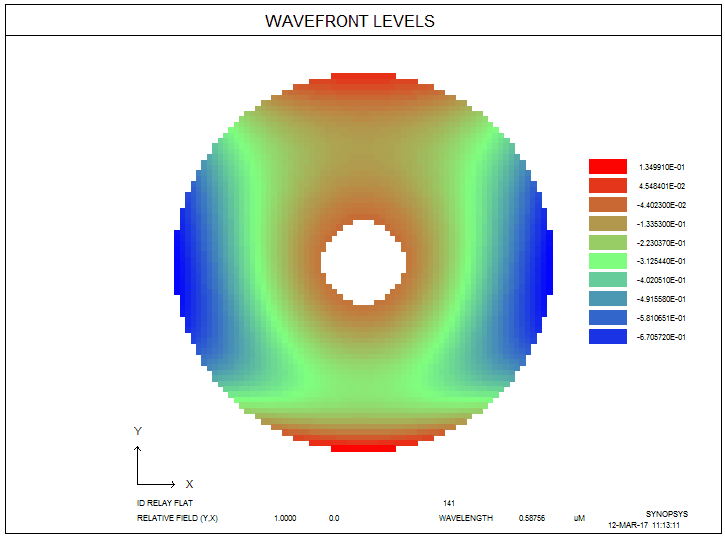 WAVEFRONT LEVELS
1.349910E-01
4.548401E-02
-4.402300E-02
-1.335300E-01
-2.230370E-01
-3.125440E-01
-4.020510E-01
-4.915580E-01
-5.810651E-01
-6.705720E-01
Y
X
ID RELAY FLAT 141
RELATIVE FIELD (Y,X) 1.0000 0.0 WAVELENGTH 0.58756 uM
SYNOPSYS
12-MAR-17 11:13:11